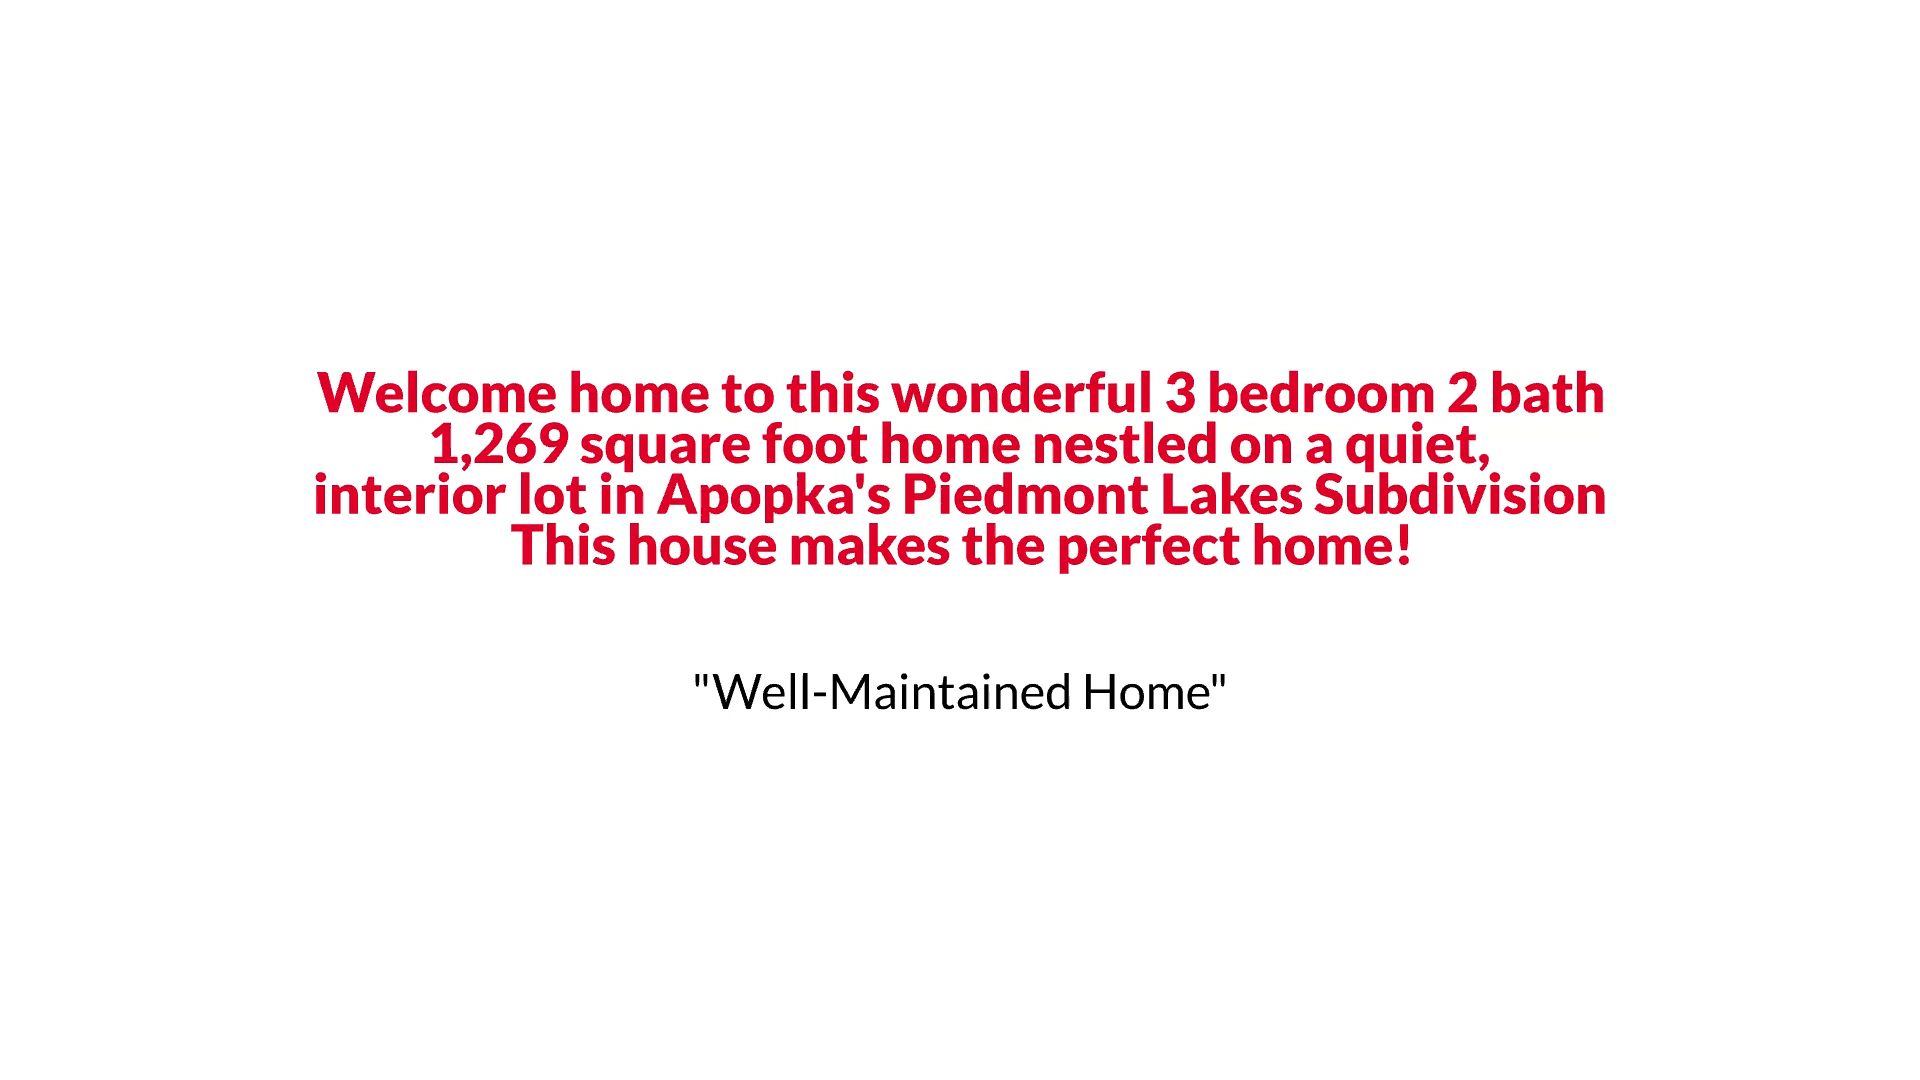 Welcome home to this wonderful 3 bedroom 2 bath
1,269 square foot home nestled on a quiet,
interior lot in Apopka's Piedmont Lakes Subdivision
This house makes the perfect home!
"Well-Maintained Home"